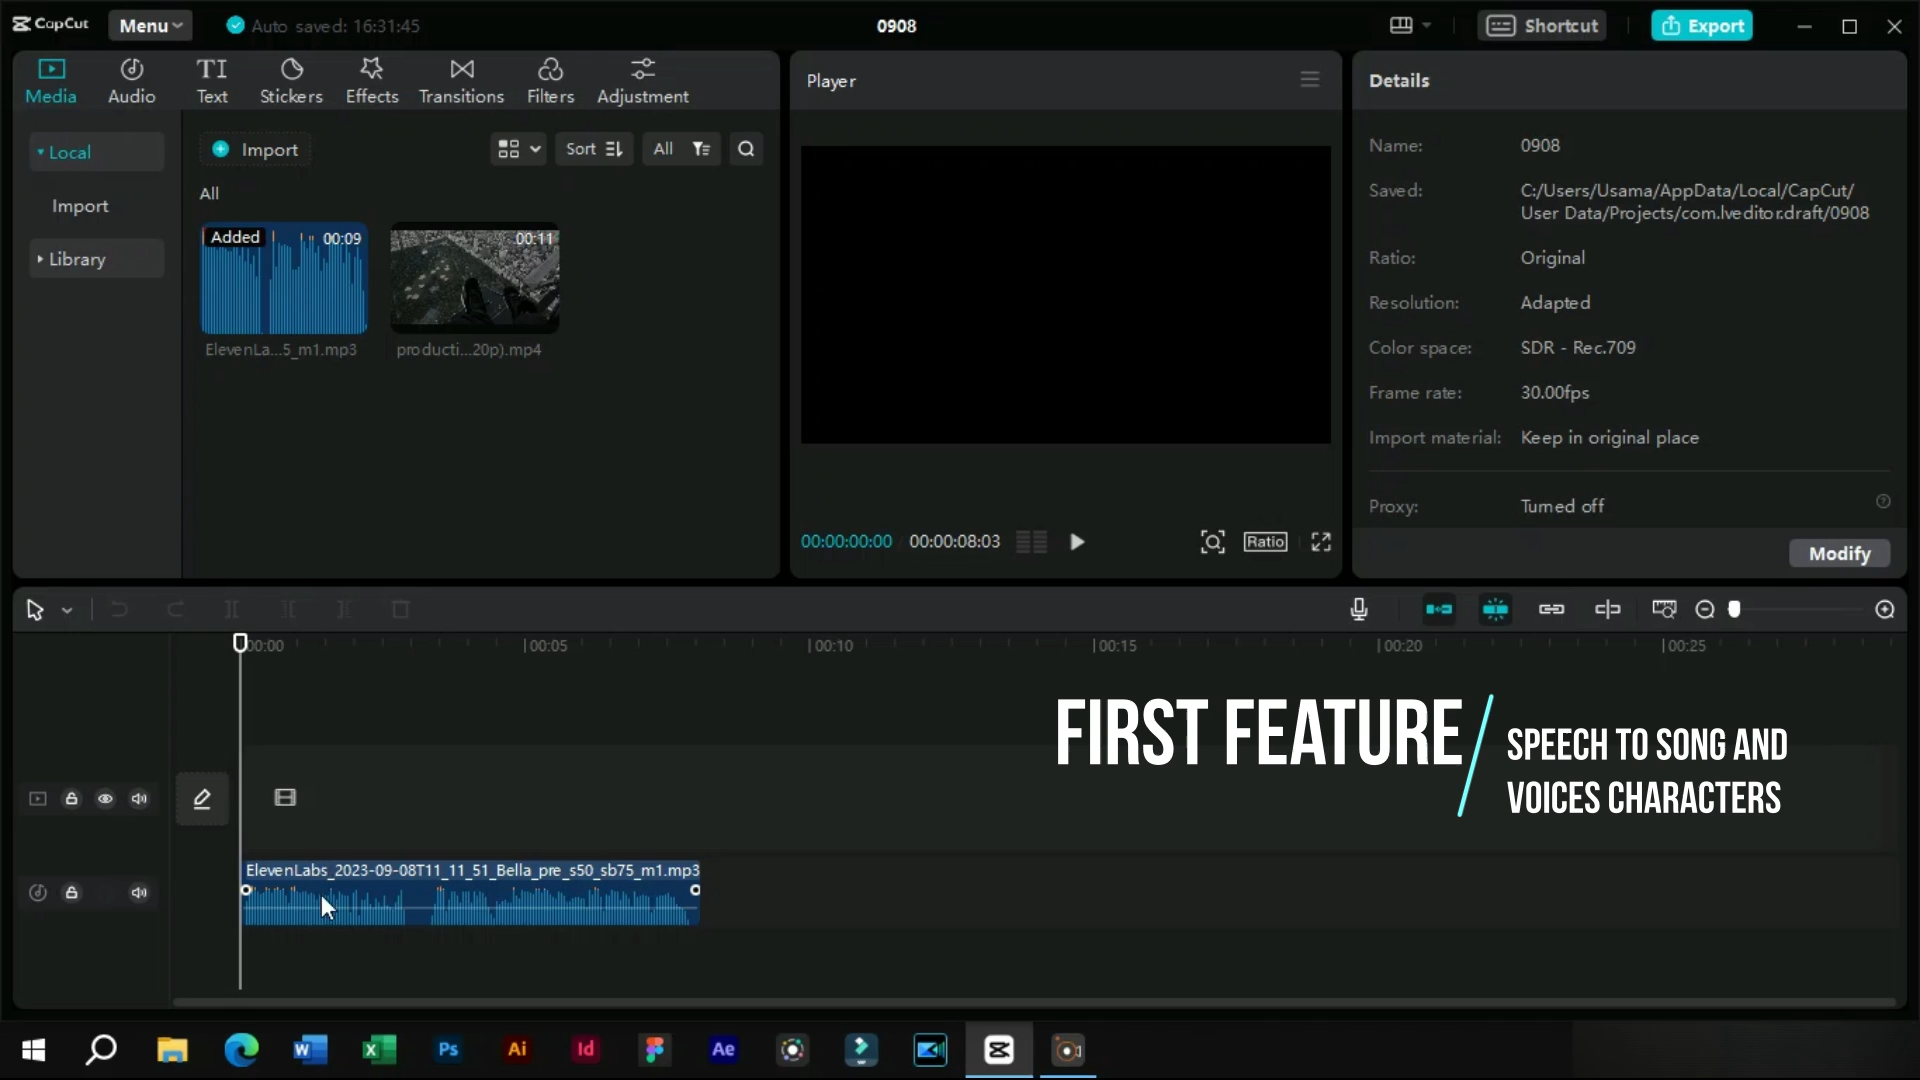 CapCut
Menu
Auto saved: 16:31:45
0908
Shortcut
Export
Media
Audio
TI
Text
Stickers
Effects
Transitions
Filters
Adjustment
Local
Import
Library
Import
Sort
All
All
Added
00:09
ElevenLa...5_m1.mp3
00:11
producti...20p).mp4
Player
00:00:00:00
00:00:08:03
Ratio
Details
Name:
0908
Saved:
C:/Users/Usama/AppData/Local/CapCut/
User Data/Projects/com.lveditor.draft/0908
Ratio:
Original
Resolution:
Adapted
Color space:
SDR - Rec.709
Frame rate:
30.00fps
Import material:
Keep in original place
Proxy:
Turned off
Modify
00:00
00:05
00:10
00:15
00:20
00:25
FIRST FEATURE
SPEECH TO SONG AND
VOICES CHARACTERS
ElevenLabs_2023-09-08T11_11_51_Bella_pre_s50_sb75_m1.mp3
W
X
Ps
Ai
Id
Ae